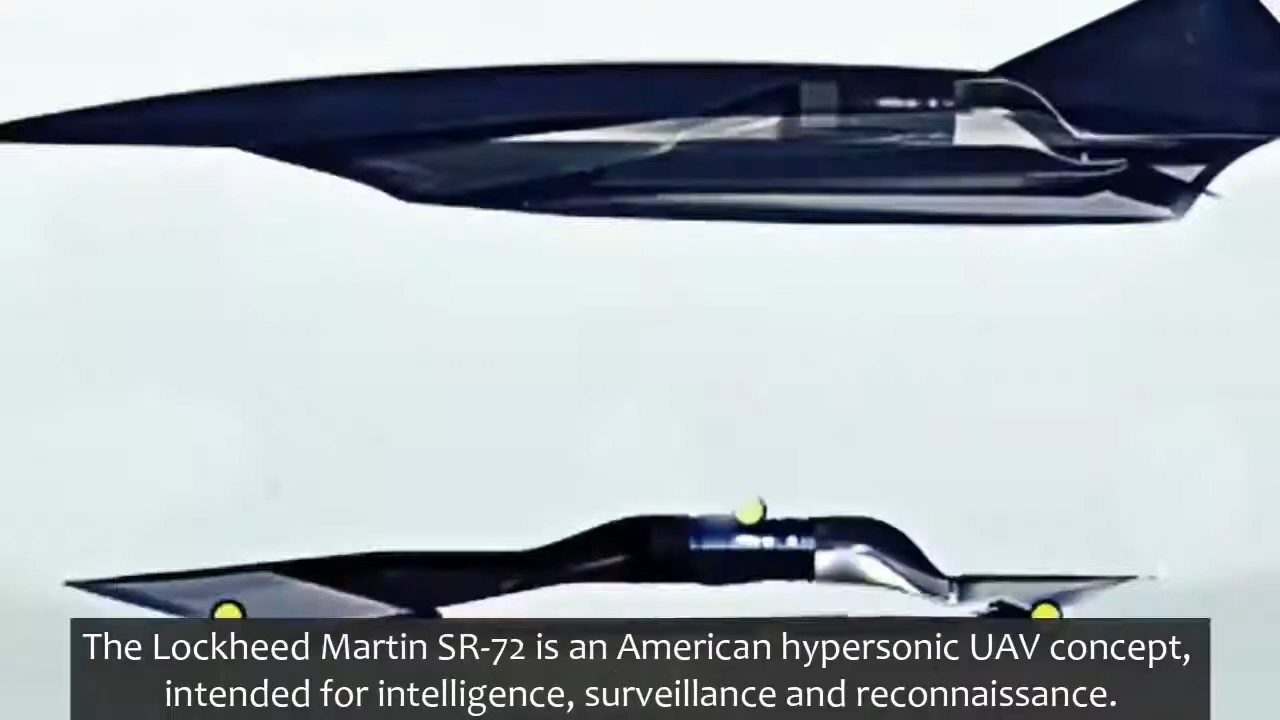 The Lockheed Martin SR-72 is an American hypersonic UAV concept,
intended for intelligence, surveillance and reconnaissance.